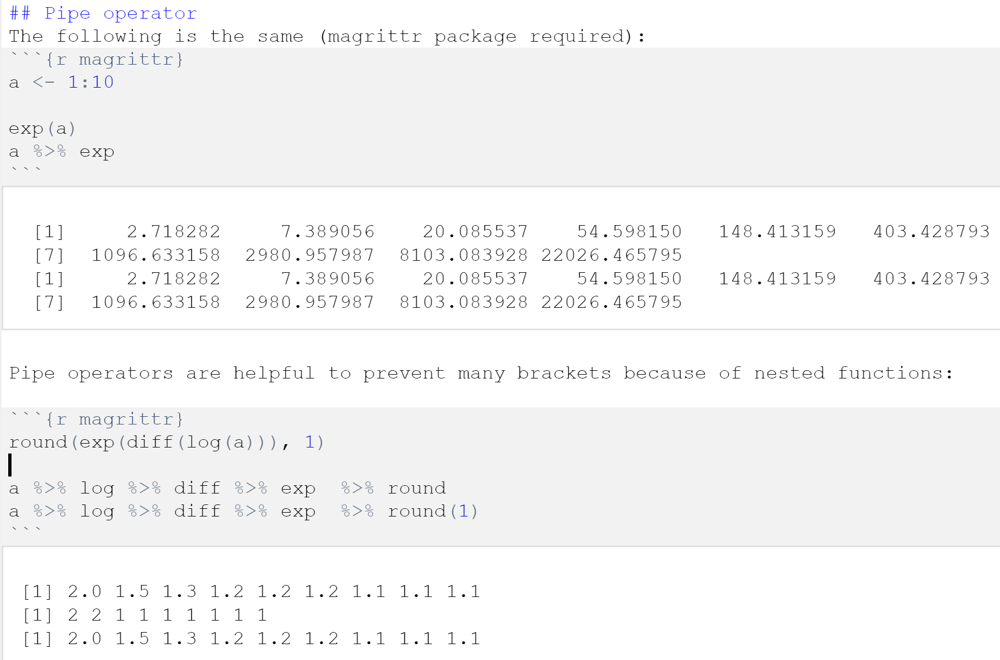 ## Pipe operator
The following is the same (magrittr package required):
```{r magrittr}
a <- 1:10
exp(a)
a %>% exp
```
[1]     2.718282     7.389056    20.085537    54.598150   148.413159   403.428793
[7]  1096.633158  2980.957987  8103.083928 22026.465795
[1]     2.718282     7.389056    20.085537    54.598150   148.413159   403.428793
[7]  1096.633158  2980.957987  8103.083928 22026.465795
Pipe operators are helpful to prevent many brackets because of nested functions:
```{r magrittr}
round(exp(diff(log(a))), 1)
a %>% log %>% diff %>% exp  %>% round
a %>% log %>% diff %>% exp  %>% round(1)
```
[1] 2.0 1.5 1.3 1.2 1.2 1.2 1.1 1.1 1.1
[1] 2 2 1 1 1 1 1 1 1
[1] 2.0 1.5 1.3 1.2 1.2 1.2 1.1 1.1 1.1